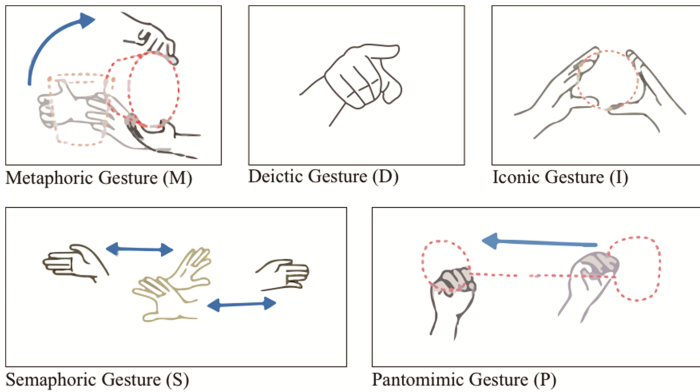 Metaphoric Gesture (M)
Deictic Gesture (D)
Iconic Gesture (I)
Semaphoric Gesture (S)
Pantomimic Gesture (P)